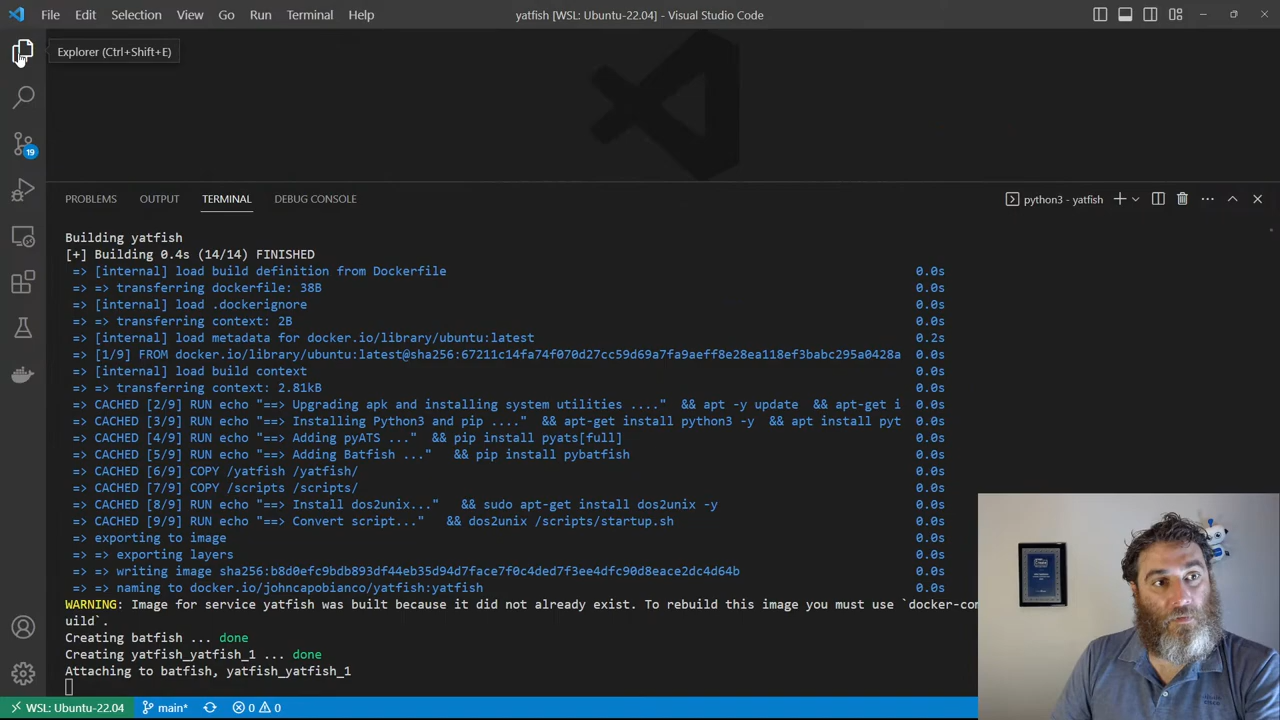 File Edit Selection View Go Run Terminal Help
yatfish [WSL: Ubuntu-22.04] - Visual Studio Code
Explorer (Ctrl+Shift+E)
19
PROBLEMS OUTPUT TERMINAL DEBUG CONSOLE
python3 - yatfish
Building yatfish
[+] Building 0.4s (14/14) FINISHED
=> [internal] load build definition from Dockerfile 0.0s
=> => transferring dockerfile: 38B 0.0s
=> [internal] load .dockerignore 0.0s
=> => transferring context: 2B 0.0s
=> [internal] load metadata for docker.io/library/ubuntu:latest 0.2s
=> [1/9] FROM docker.io/library/ubuntu:latest@sha256:67211c14fa74f070d27cc59d69a7fa9aeff8e28ea118ef3babc295a0428a 0.0s
=> [internal] load build context 0.0s
=> => transferring context: 2.81kB 0.0s
=> CACHED [2/9] RUN echo "==> Upgrading apk and installing system utilities ...." && apt -y update && apt-get i 0.0s
=> CACHED [3/9] RUN echo "==> Installing Python3 and pip ...." && apt-get install python3 -y && apt install pyt 0.0s
=> CACHED [4/9] RUN echo "==> Adding pyATS ..." && pip install pyats[full] 0.0s
=> CACHED [5/9] RUN echo "==> Adding Batfish ..." && pip install pybatfish 0.0s
=> CACHED [6/9] COPY /yatfish /yatfish/ 0.0s
=> CACHED [7/9] COPY /scripts /scripts/ 0.0s
=> CACHED [8/9] RUN echo "==> Install dos2unix..." && sudo apt-get install dos2unix -y 0.0s
=> CACHED [9/9] RUN echo "==> Convert script..." && dos2unix /scripts/startup.sh 0.0s
=> exporting to image 0.0s
=> => exporting layers 0.0s
=> => writing image sha256:b8d0efc9bdb893df44eb35d94d7face7f0c4ded7f3ee4dfc90d8eace2dc4d64b 0.0s
=> => naming to docker.io/johncapobianco/yatfish:yatfish 0.0s
WARNING: Image for service yatfish was built because it did not already exist. To rebuild this image you must use `docker-com
uild`.
Creating batfish ... done
Creating yatfish_yatfish_1 ... done
Attaching to batfish, yatfish_yatfish_1
WSL: Ubuntu-22.04 main* 0 0